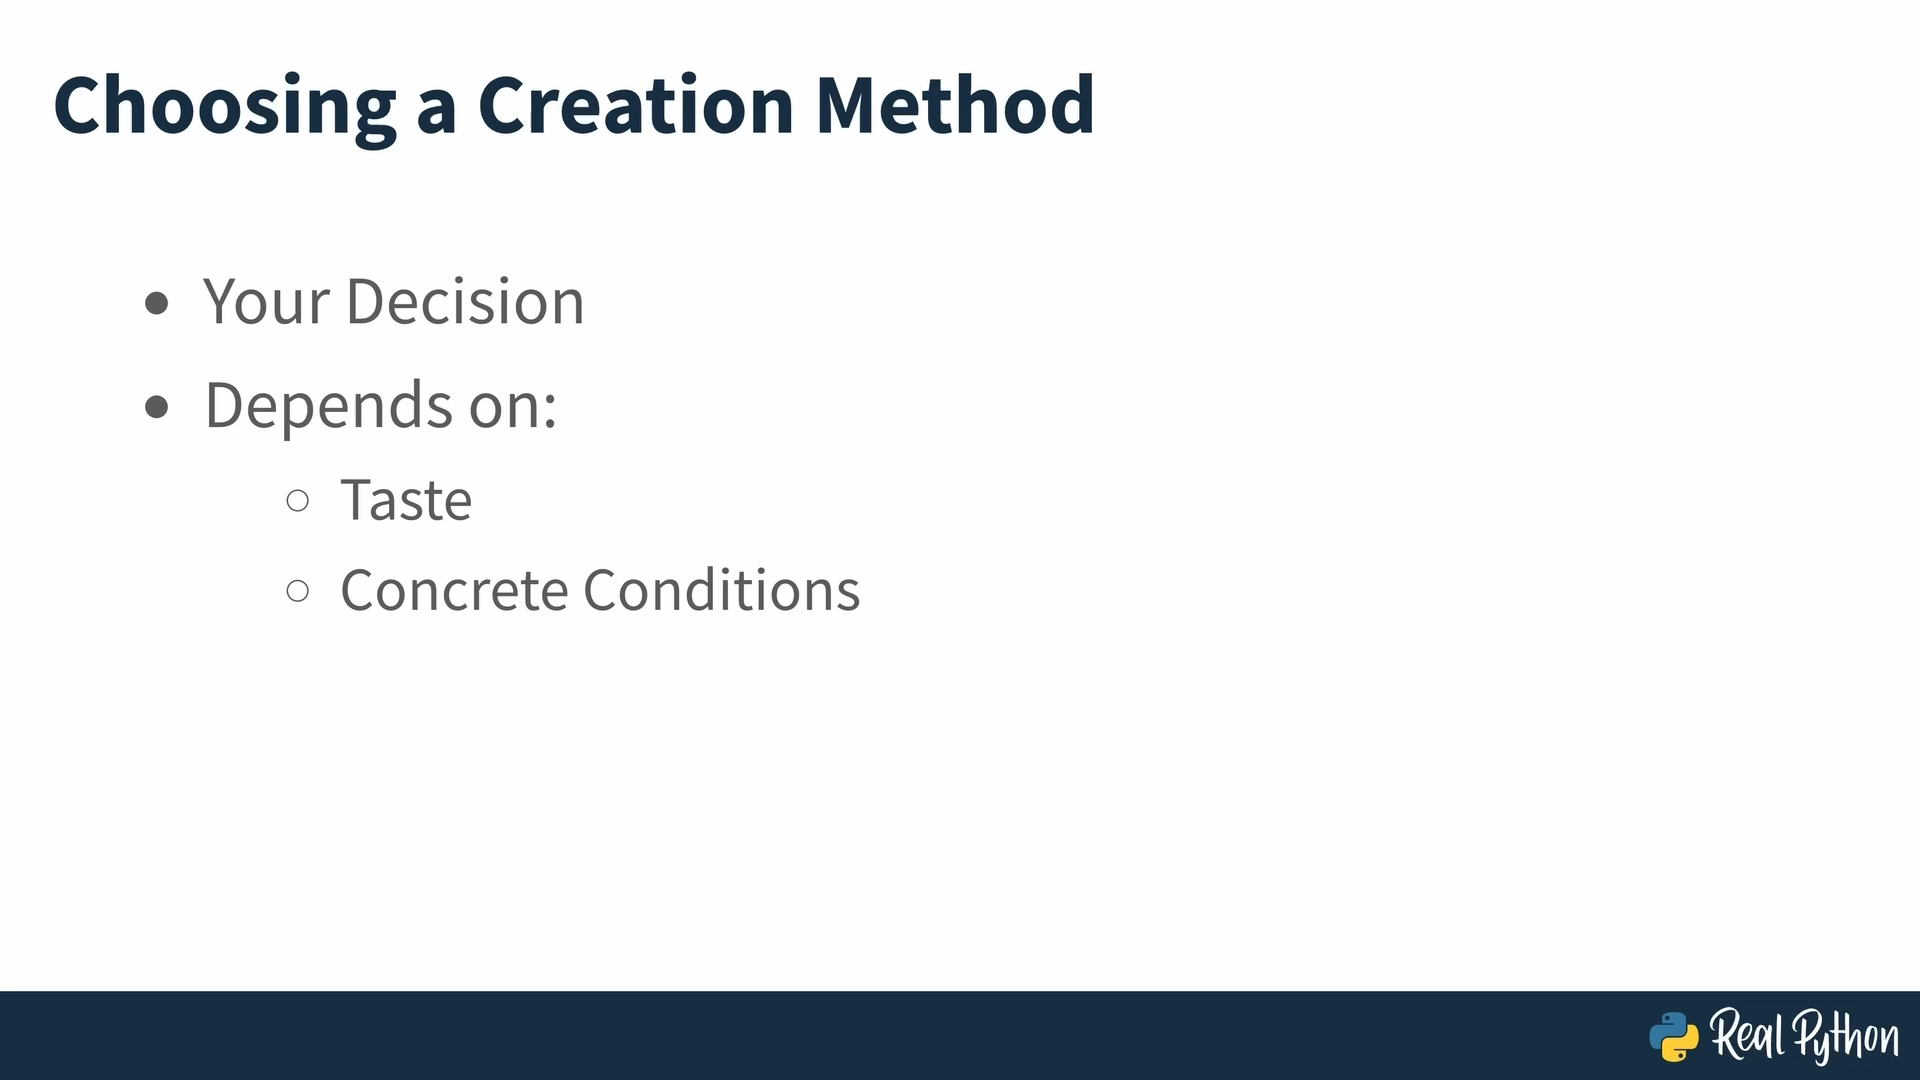 Choosing a Creation Method
• Your Decision
• Depends on:
○ Taste
○ Concrete Conditions
Real Python